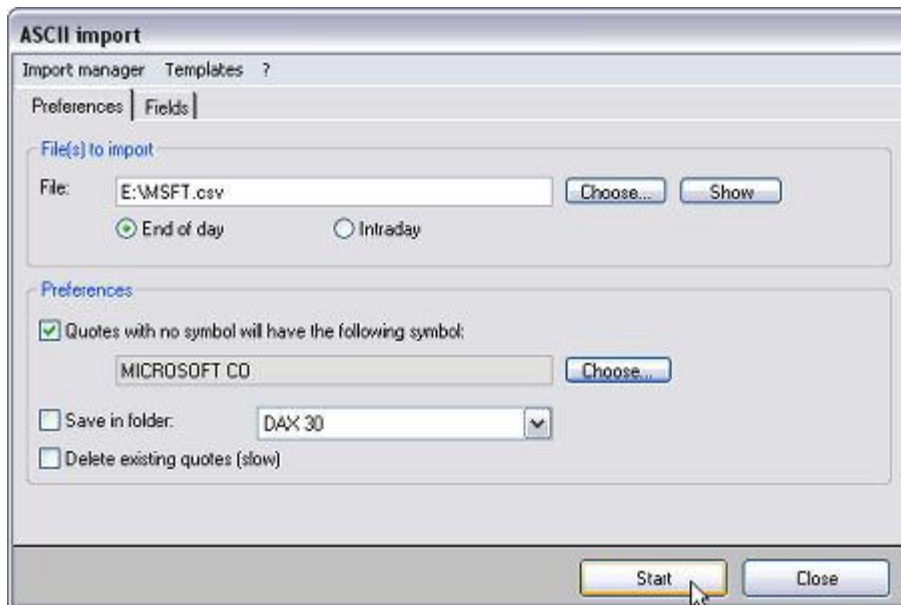 ASCII import
Import manager Templates ?
Preferences Fields
File(s) to import
File: E:\MSFT.csv Choose... Show
End of day Intraday
Preferences
Quotes with no symbol will have the following symbol:
MICROSOFT CO Choose...
Save in folder: DAX 30
Delete existing quotes (slow)
Start Close